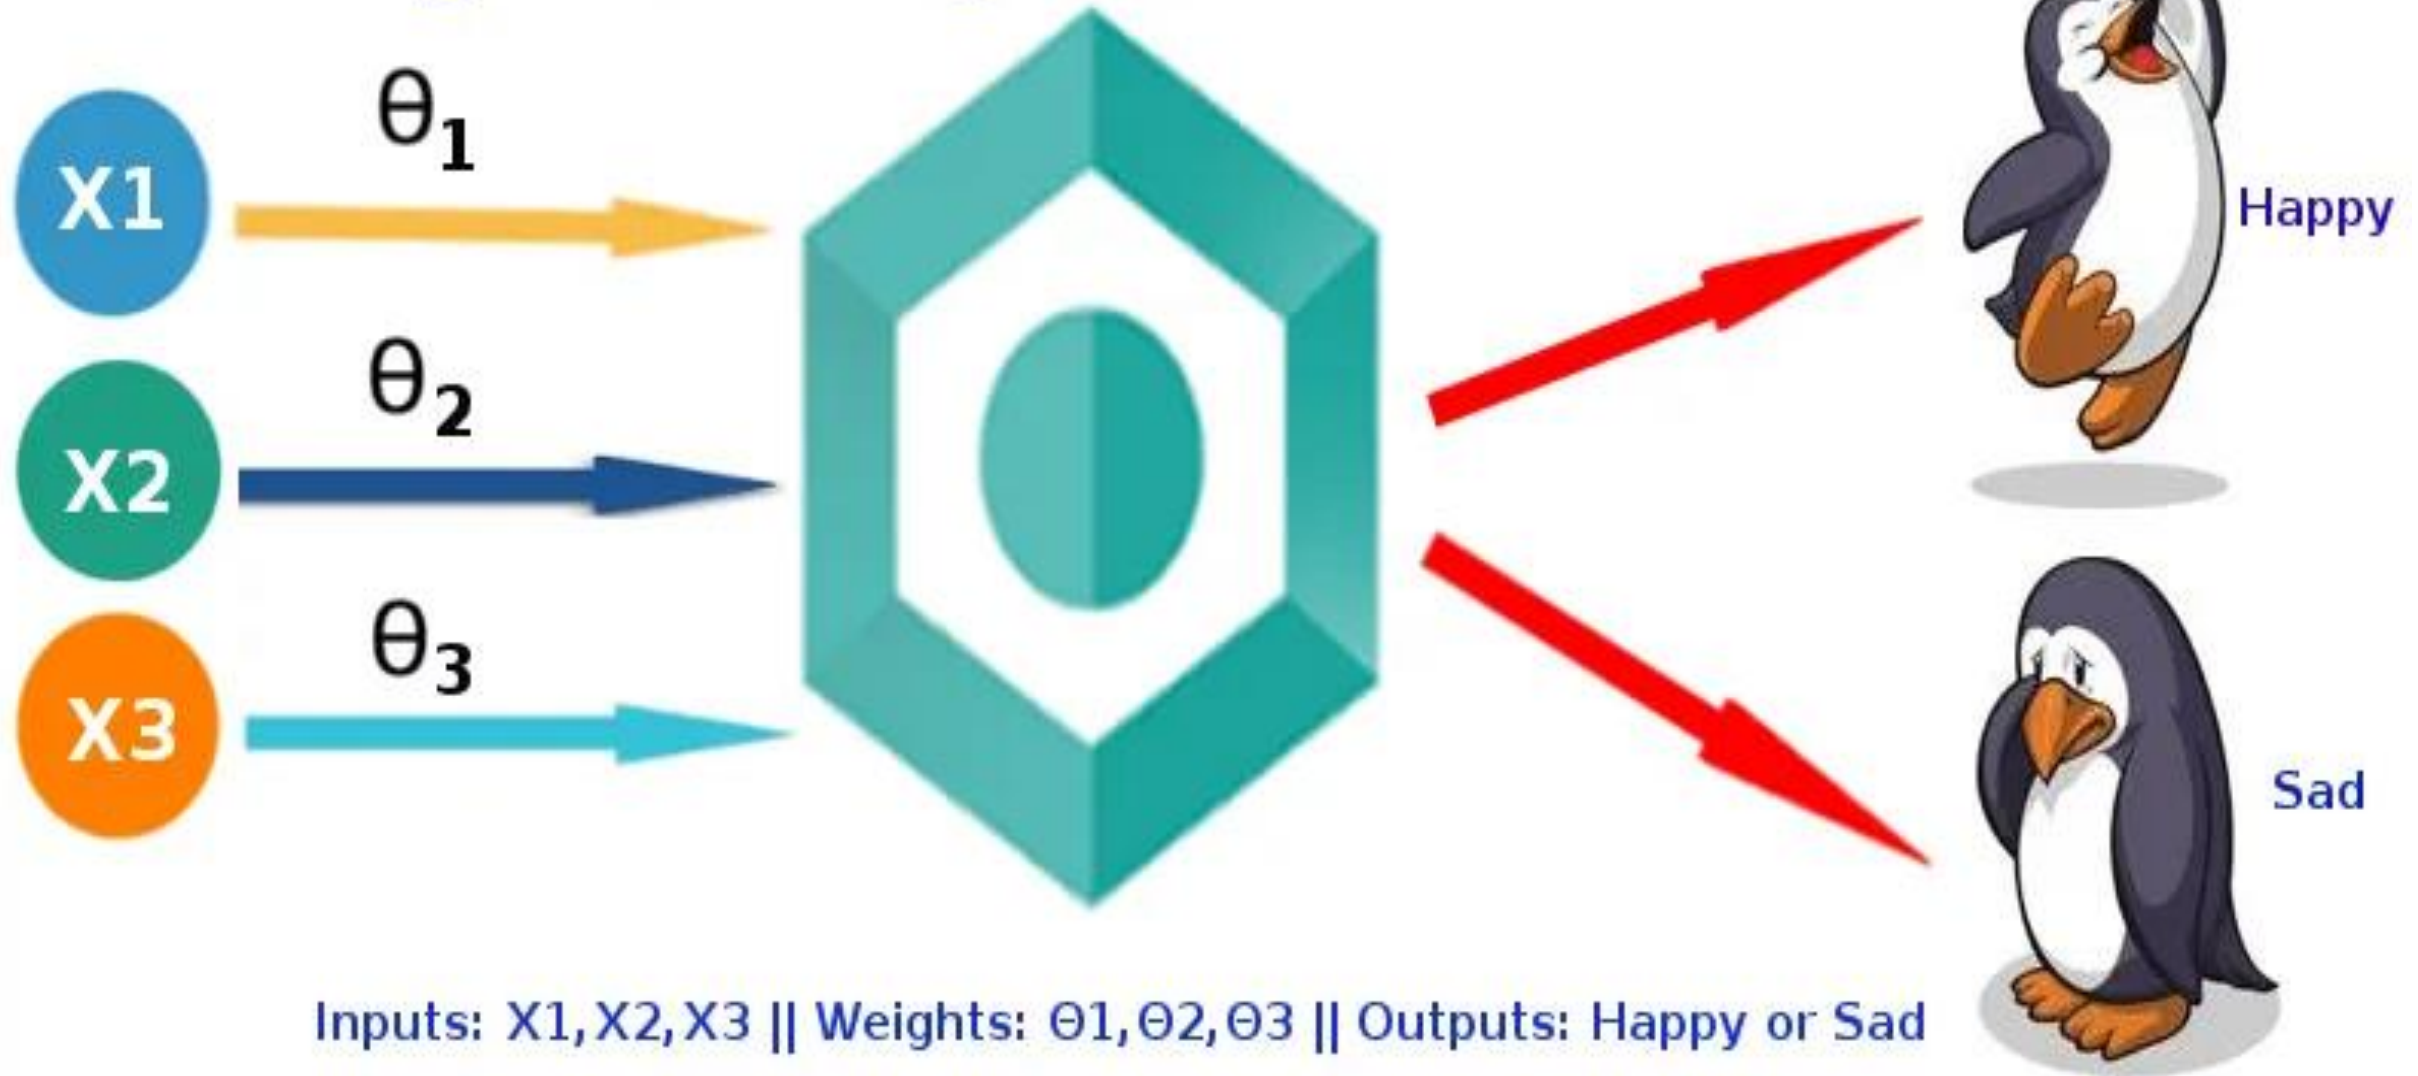 X1
θ1
X2
θ2
X3
θ3
Happy
Sad
Inputs: X1,X2,X3 || Weights: Θ1,Θ2,Θ3 || Outputs: Happy or Sad